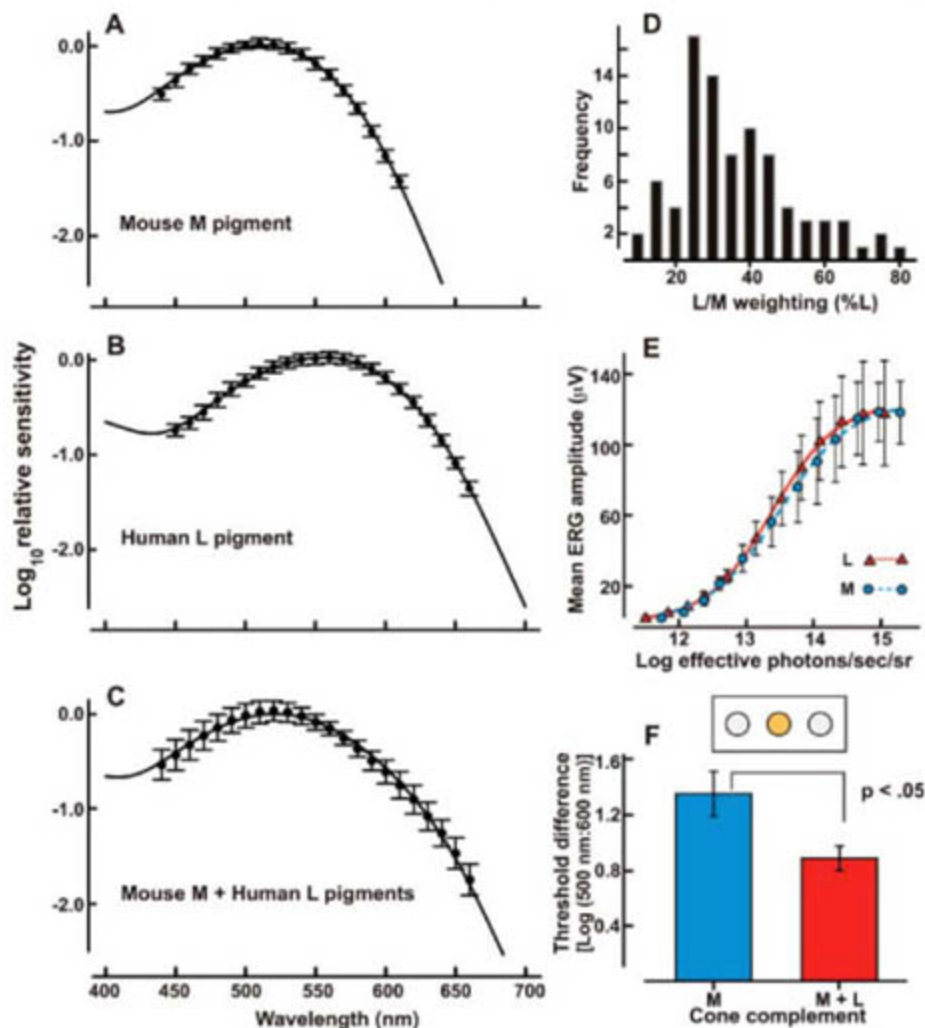 A
0.0
-1.0
-2.0
Mouse M pigment
B
0.0
-1.0
-2.0
Human L pigment
C
0.0
-1.0
-2.0
Mouse M + Human L pigments
400 450 500 550 600 650 700
Wavelength (nm)
Log10 relative sensitivity
D
14
10
6
2
Frequency
20 40 60 80
L/M weighting (%L)
E
140
100
60
20
Mean ERG amplitude (µV)
L
M
12 13 14 15
Log effective photons/sec/sr
F
1.6
1.2
0.8
0.4
Threshold difference
[Log (500 nm:600 nm)]
p < .05
M M + L
Cone complement